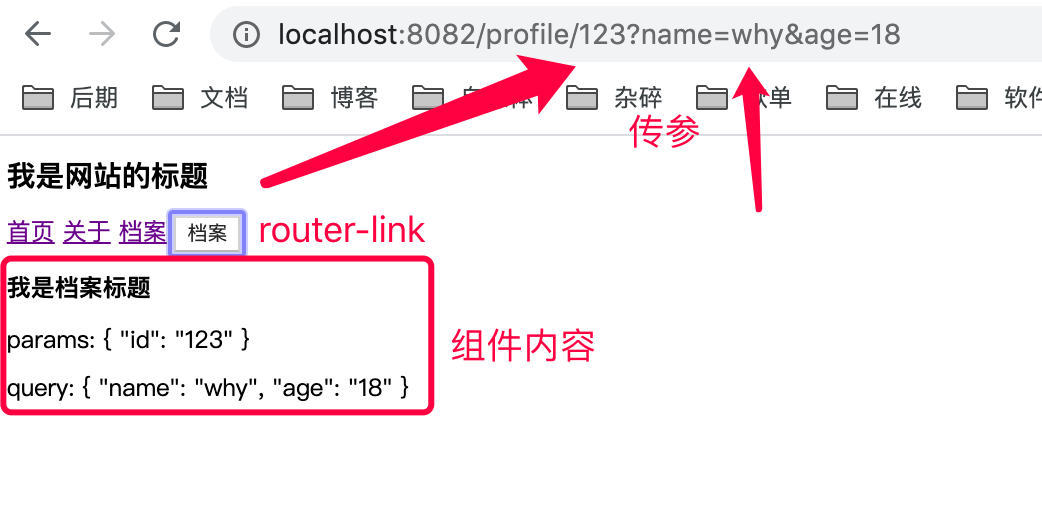 localhost:8082/profile/123?name=why&age=18
后期 文档 博客 杂碎 单 在线 软件
传参
我是网站的标题
首页 关于 档案 档案 router-link
我是档案标题
params: { "id": "123" }
组件内容
query: { "name": "why", "age": "18" }